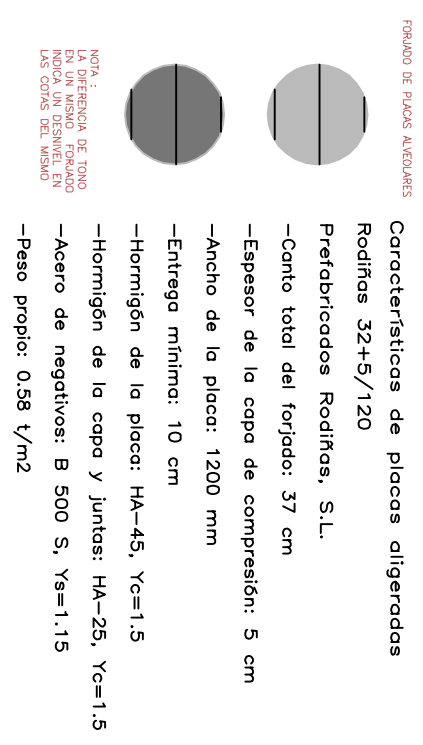 FORJADO DE PLACAS ALVEOLARES
NOTA :
LA DIFERENCIA DE TONO
EN UN MISMO FORJADO
INDICA UN DESNIVEL EN
LAS COTAS DEL MISMO
Características de placas aligeradas
Rodiñas 32+5/120
Prefabricados Rodiñas, S.L.
-Canto total del forjado: 37 cm
-Espesor de la capa de compresión: 5 cm
-Ancho de la placa: 1200 mm
-Entrega mínima: 10 cm
-Hormigón de la placa: HA-45, Yc=1.5
-Hormigón de la capa y juntas: HA-25, Yc=1.5
-Acero de negativos: B 500 S, Ys=1.15
-Peso propio: 0.58 t/m2